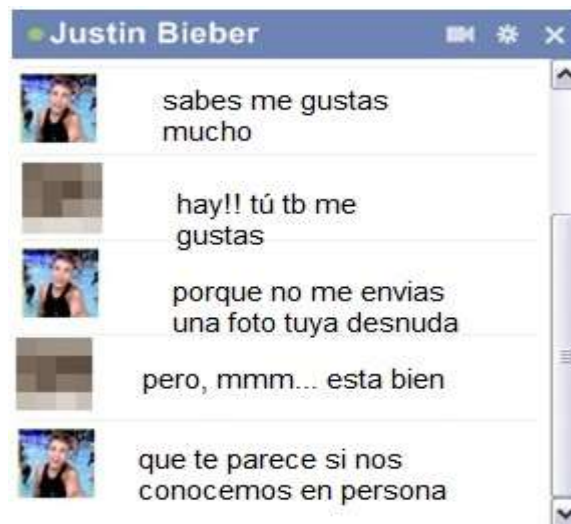 Justin Bieber
sabes me gustas
mucho
hay!! tú tb me
gustas
porque no me envias
una foto tuya desnuda
pero, mmm... esta bien
que te parece si nos
conocemos en persona